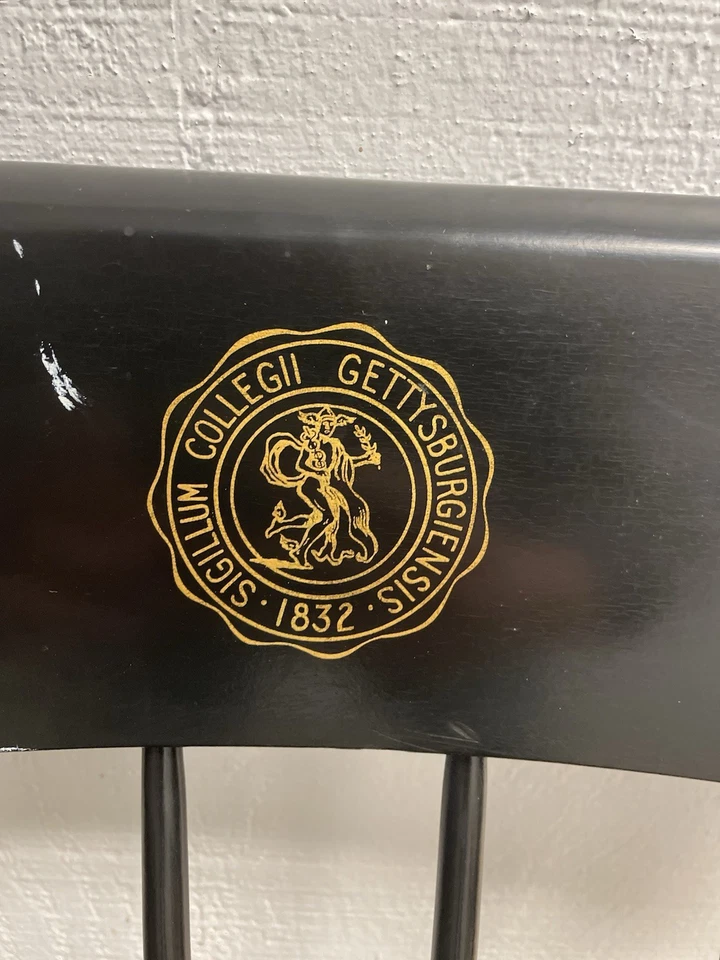 SIGILLUM COLLEGII GETTYSBURGIENSIS
· 1832 ·